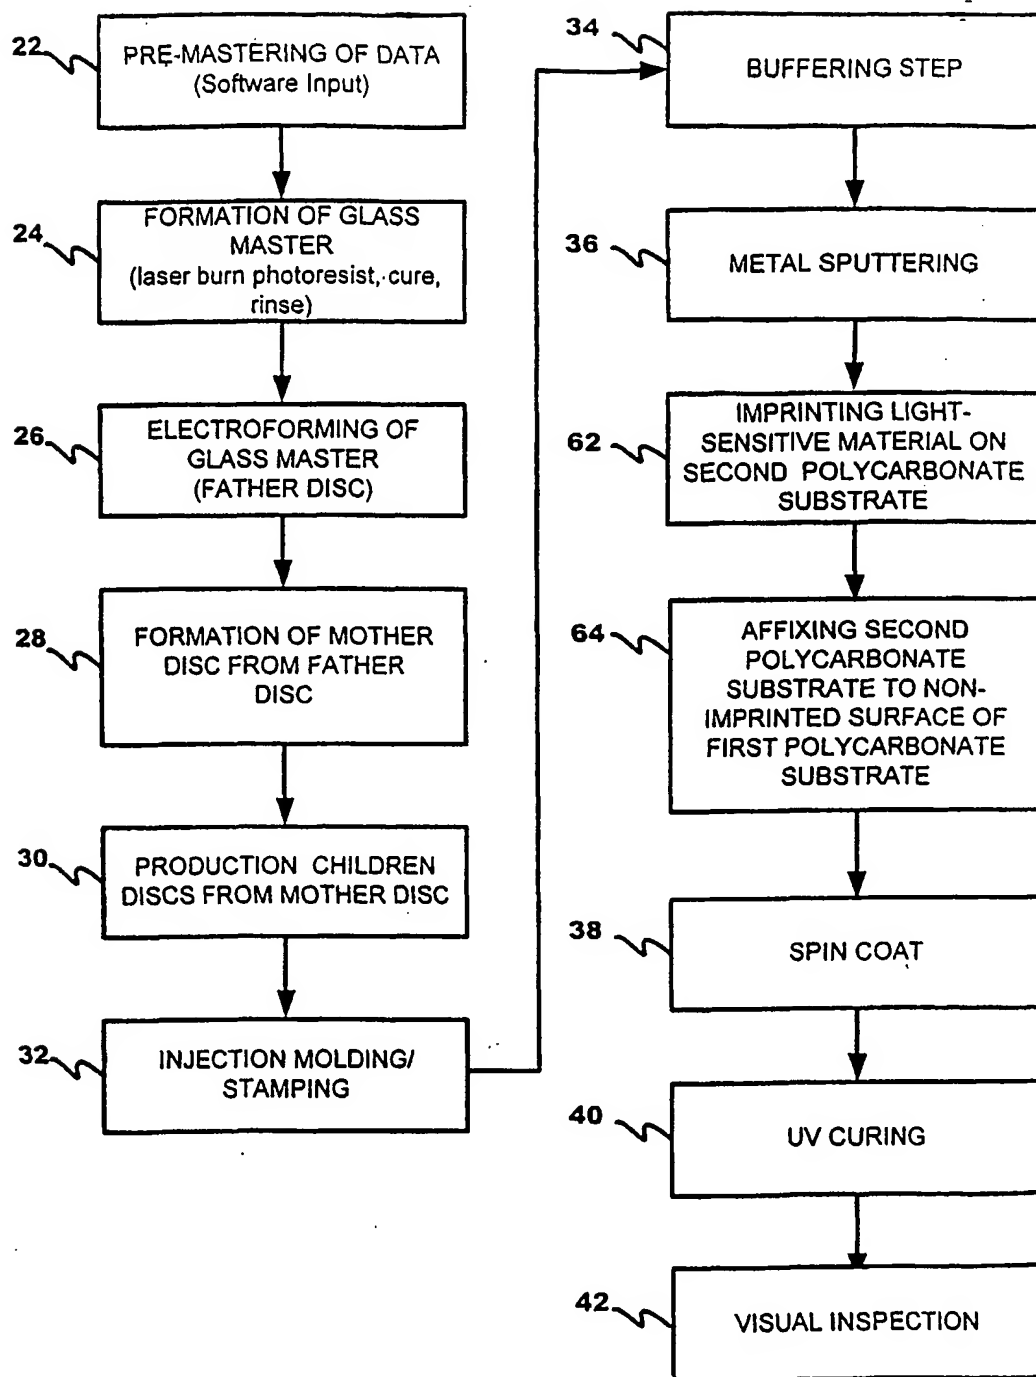 22
PRE-MASTERING OF DATA
(Software Input)
24
FORMATION OF GLASS
MASTER
(laser burn photoresist, cure,
rinse)
26
ELECTROFORMING OF
GLASS MASTER
(FATHER DISC)
28
FORMATION OF MOTHER
DISC FROM FATHER
DISC
30
PRODUCTION CHILDREN
DISCS FROM MOTHER DISC
32
INJECTION MOLDING/
STAMPING
34
BUFFERING STEP
36
METAL SPUTTERING
62
IMPRINTING LIGHT-
SENSITIVE MATERIAL ON
SECOND POLYCARBONATE
SUBSTRATE
64
AFFIXING SECOND
POLYCARBONATE
SUBSTRATE TO NON-
IMPRINTED SURFACE OF
FIRST POLYCARBONATE
SUBSTRATE
38
SPIN COAT
40
UV CURING
42
VISUAL INSPECTION